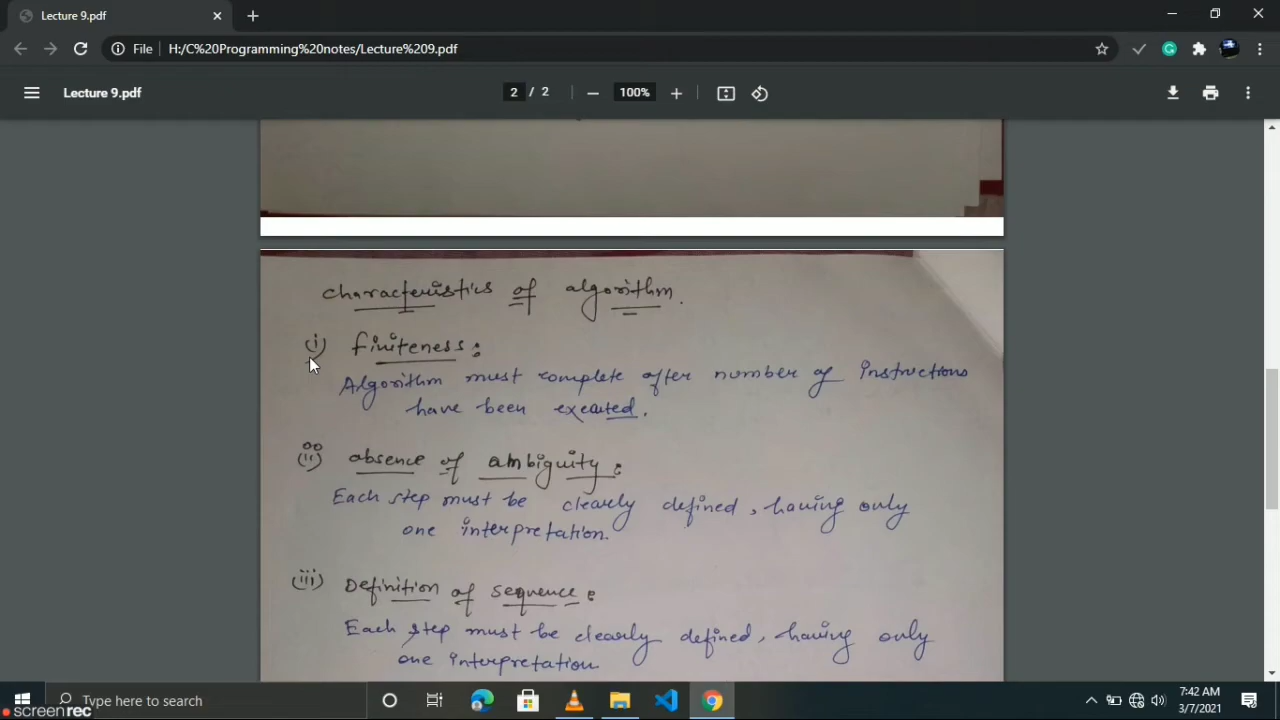 Lecture 9.pdf
File
H:/C%20Programming%20notes/Lecture%209.pdf
Lecture 9.pdf
2 / 2
100%
characteristics of algorithm.
(i) finiteness:
Algorithm must complete after number of instructions
have been executed.
(ii) absence of ambiguity:
Each step must be clearly defined, having only
one interpretation.
(iii) Definition of sequence:
Each step must be clearly defined, having only
one interpretation.
Type here to search
7:42 AM
3/7/2021
screenrec